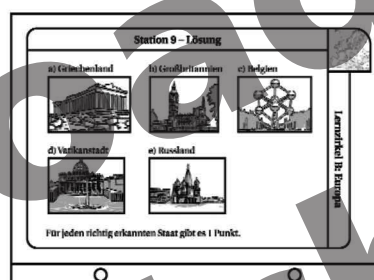 Station 9 – Lösung
a) Griechenland
b) Großbritannien
c) Belgien
d) Vatikanstadt
e) Russland
Für jeden richtig erkannten Staat gibt es 1 Punkt.
Lernzirkel B: Europa